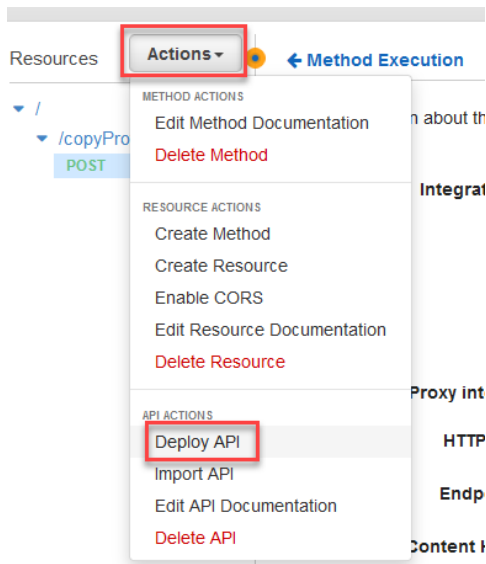 Resources Actions Method Execution
METHOD ACTIONS
/ Edit Method Documentation n about th
/copyPro Delete Method
POST
Integrat
RESOURCE ACTIONS
Create Method
Create Resource
Enable CORS
Edit Resource Documentation
Delete Resource
Proxy int
API ACTIONS
Deploy API HTTP
Import API
Edit API Documentation Endp
Delete API Content H